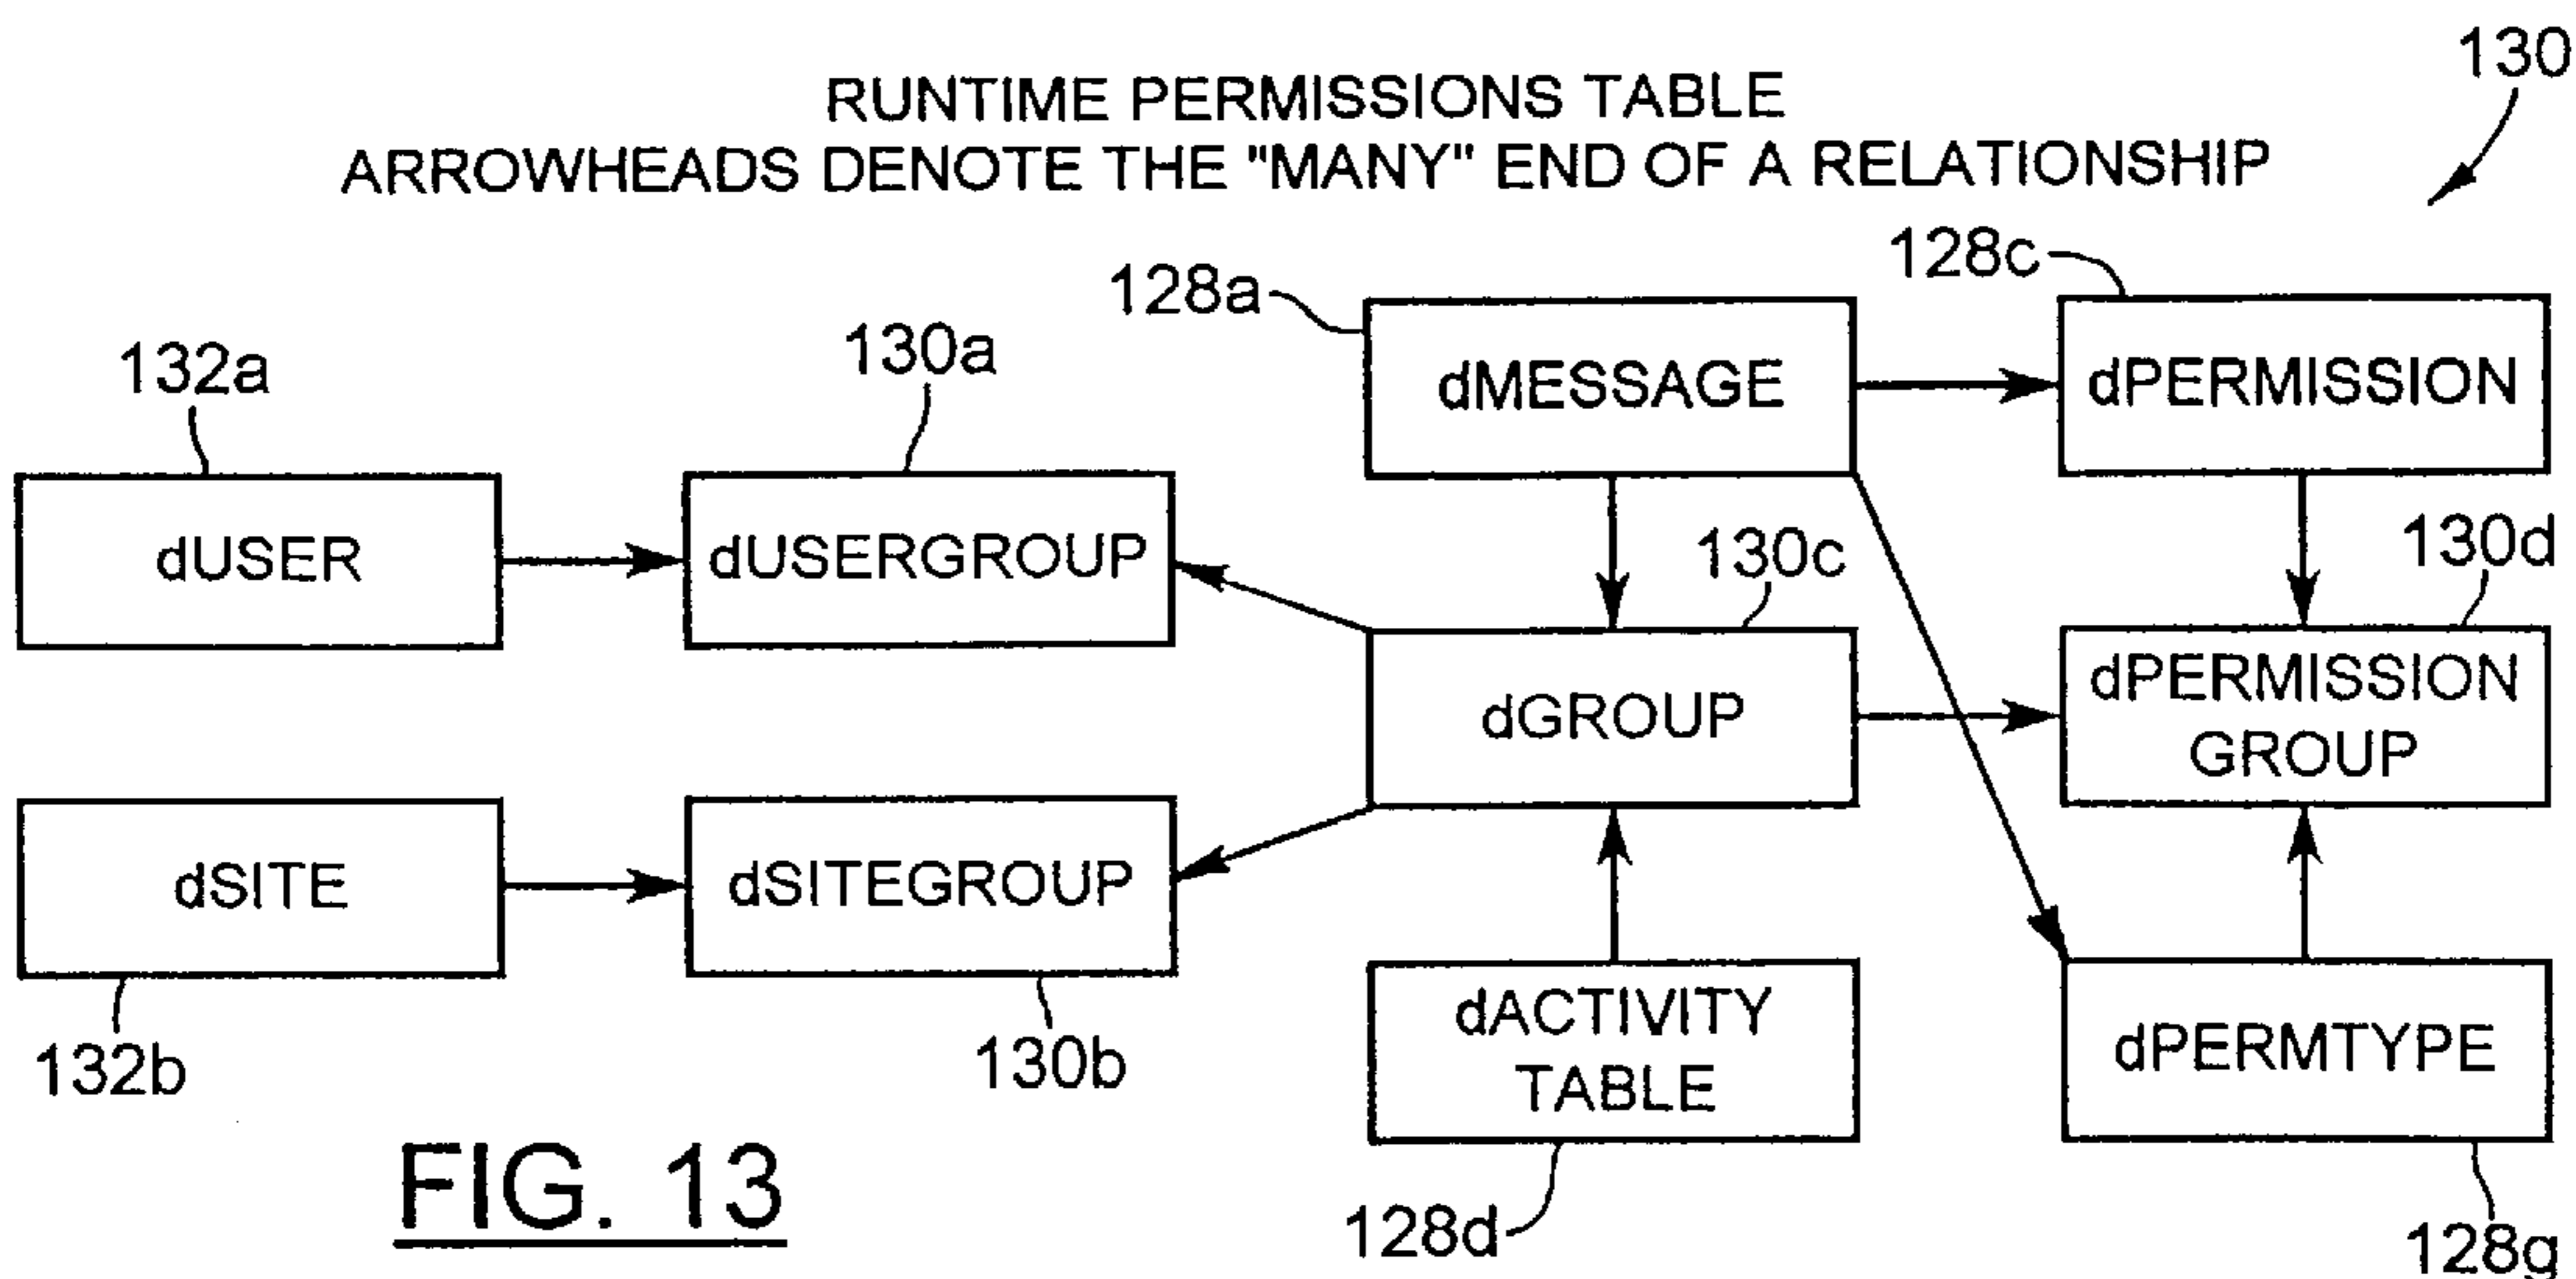 130
RUNTIME PERMISSIONS TABLE
ARROWHEADS DENOTE THE "MANY" END OF A RELATIONSHIP
128c
128a
130a
132a
dMESSAGE
dPERMISSION
130c
130d
dUSER
dUSERGROUP
dGROUP
dPERMISSION
GROUP
dSITE
dSITEGROUP
dACTIVITY
TABLE
dPERMTYPE
132b
130b
FIG. 13
128d
128g